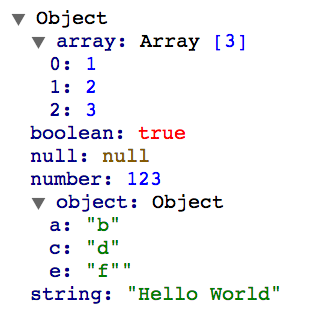 Object
array: Array [3]
0: 1
1: 2
2: 3
boolean: true
null: null
number: 123
object: Object
a: "b"
c: "d"
e: "f""
string: "Hello World"